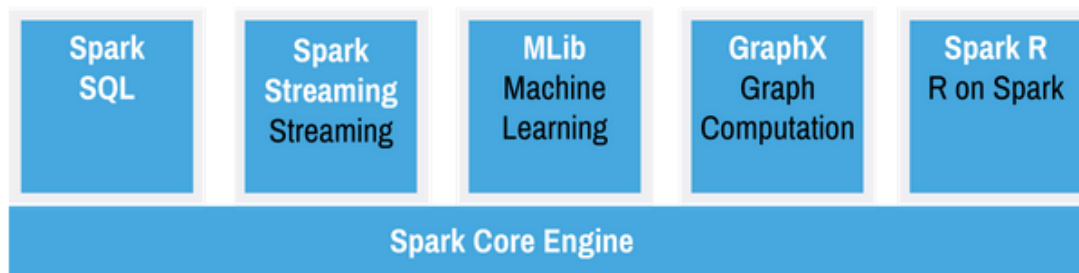 Spark
SQL
Spark
Streaming
Streaming
MLib
Machine
Learning
GraphX
Graph
Computation
Spark R
R on Spark
Spark Core Engine